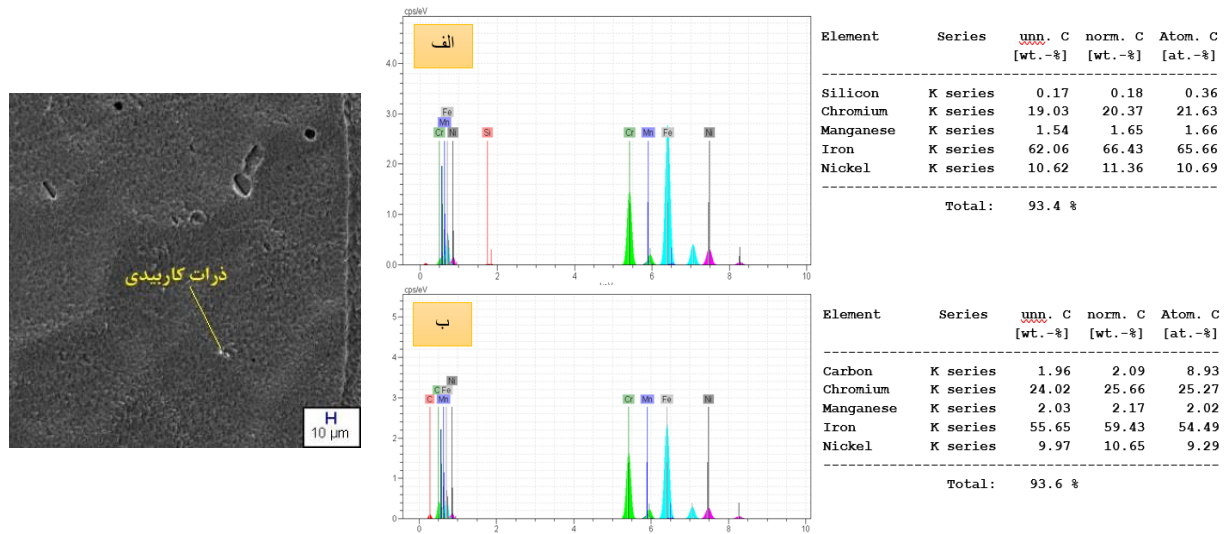 ذرات کاربیدی
H
10 µm
cps/eV
الف
4.0
3.0
2.0
1.0
0.0
Fe
Mn
Cr
Ni
Si
Cr
Mn
Fe
Ni
0
2
4
6
8
10
Element Series unn. C norm. C Atom. C
[wt.-%] [wt.-%] [at.-%]
Silicon K series 0.17 0.18 0.36
Chromium K series 19.03 20.37 21.63
Manganese K series 1.54 1.65 1.66
Iron K series 62.06 66.43 65.66
Nickel K series 10.62 11.36 10.69
Total: 93.4 %
cps/eV
ب
5
4
3
2
1
0
Ni
Fe
C
Mn
Cr
Mn
Fe
Ni
0
2
4
6
8
10
Element Series unn. C norm. C Atom. C
[wt.-%] [wt.-%] [at.-%]
Carbon K series 1.96 2.09 8.93
Chromium K series 24.02 25.66 25.27
Manganese K series 2.03 2.17 2.02
Iron K series 55.65 59.43 54.49
Nickel K series 9.97 10.65 9.29
Total: 93.6 %